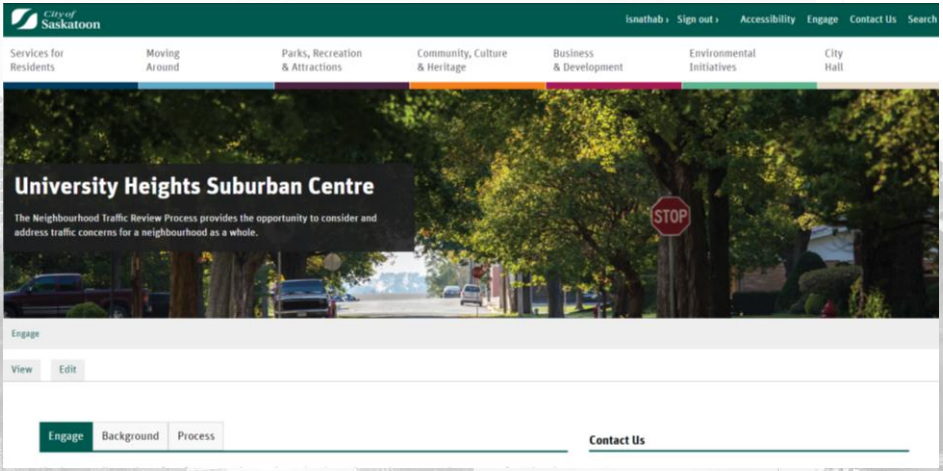 City of
Saskatoon
isnathab › Sign out › Accessibility Engage Contact Us Search
Services for
Residents
Moving
Around
Parks, Recreation
& Attractions
Community, Culture
& Heritage
Business
& Development
Environmental
Initiatives
City
Hall
University Heights Suburban Centre
The Neighbourhood Traffic Review Process provides the opportunity to consider and
address traffic concerns for a neighbourhood as a whole.
STOP
Engage
View Edit
Engage Background Process
Contact Us